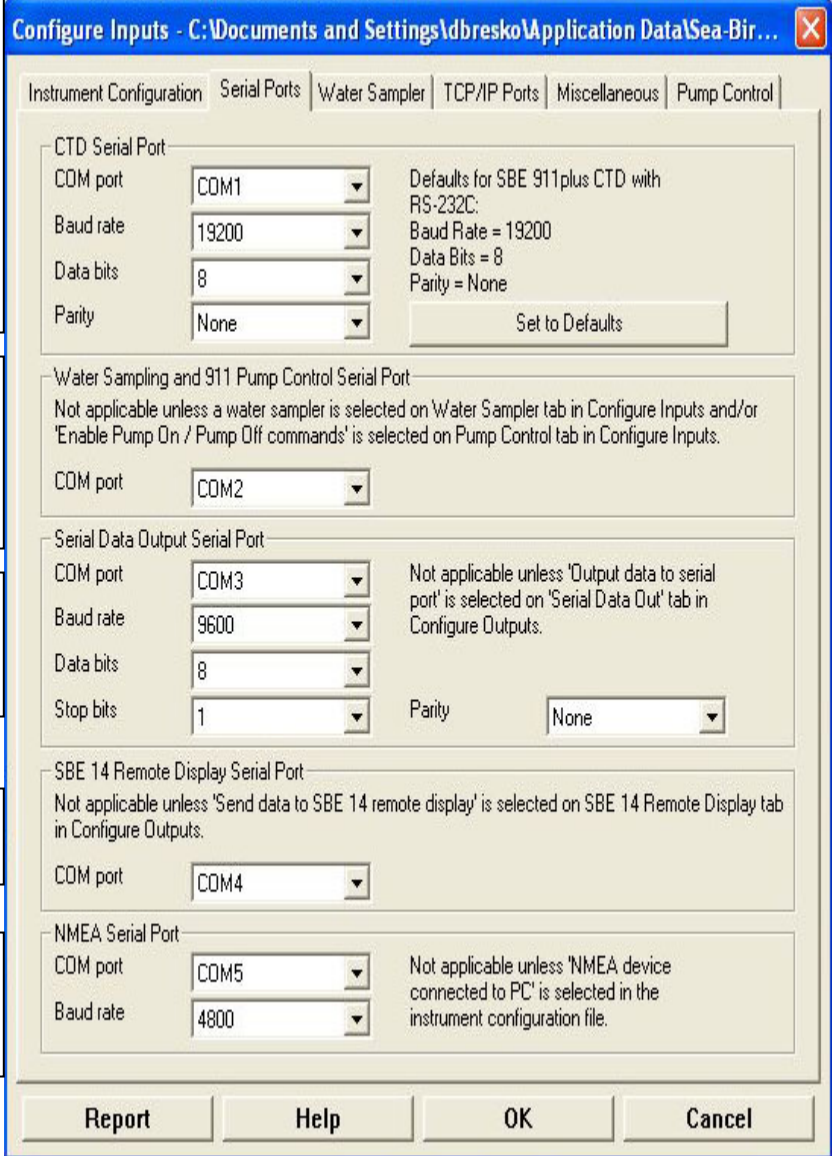 Configure Inputs - C:\Documents and Settings\dbresko\Application Data\Sea-Bir...
Instrument Configuration Serial Ports Water Sampler TCP/IP Ports Miscellaneous Pump Control
CTD Serial Port
COM port COM1
Baud rate 19200
Data bits 8
Parity None
Defaults for SBE 911plus CTD with
RS-232C:
Baud Rate = 19200
Data Bits = 8
Parity = None
Set to Defaults
Water Sampling and 911 Pump Control Serial Port
Not applicable unless a water sampler is selected on Water Sampler tab in Configure Inputs and/or
'Enable Pump On / Pump Off commands' is selected on Pump Control tab in Configure Inputs.
COM port COM2
Serial Data Output Serial Port
COM port COM3
Baud rate 9600
Data bits 8
Stop bits 1
Not applicable unless 'Output data to serial
port' is selected on 'Serial Data Out' tab in
Configure Outputs.
Parity None
SBE 14 Remote Display Serial Port
Not applicable unless 'Send data to SBE 14 remote display' is selected on SBE 14 Remote Display tab
in Configure Outputs.
COM port COM4
NMEA Serial Port
COM port COM5
Baud rate 4800
Not applicable unless 'NMEA device
connected to PC' is selected in the
instrument configuration file.
Report Help OK Cancel